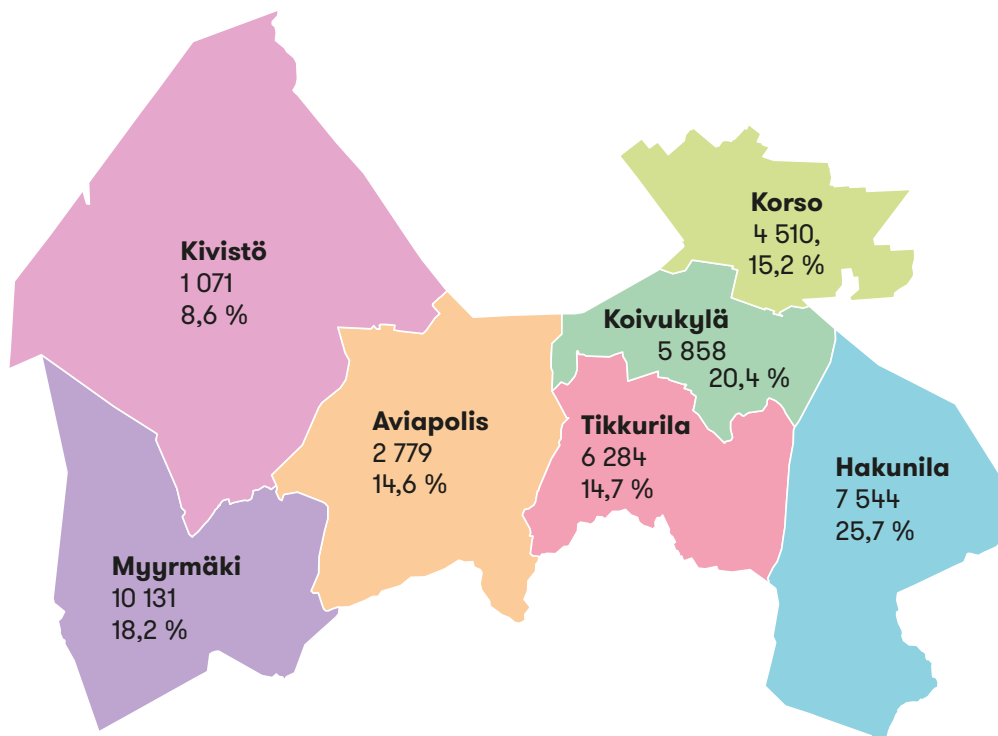 Kivistö
1 071
8,6 %
Korso
4 510,
15,2 %
Koivukylä
5 858
20,4 %
Aviapolis
2 779
14,6 %
Tikkurila
6 284
14,7 %
Hakunila
7 544
25,7 %
Myyrmäki
10 131
18,2 %